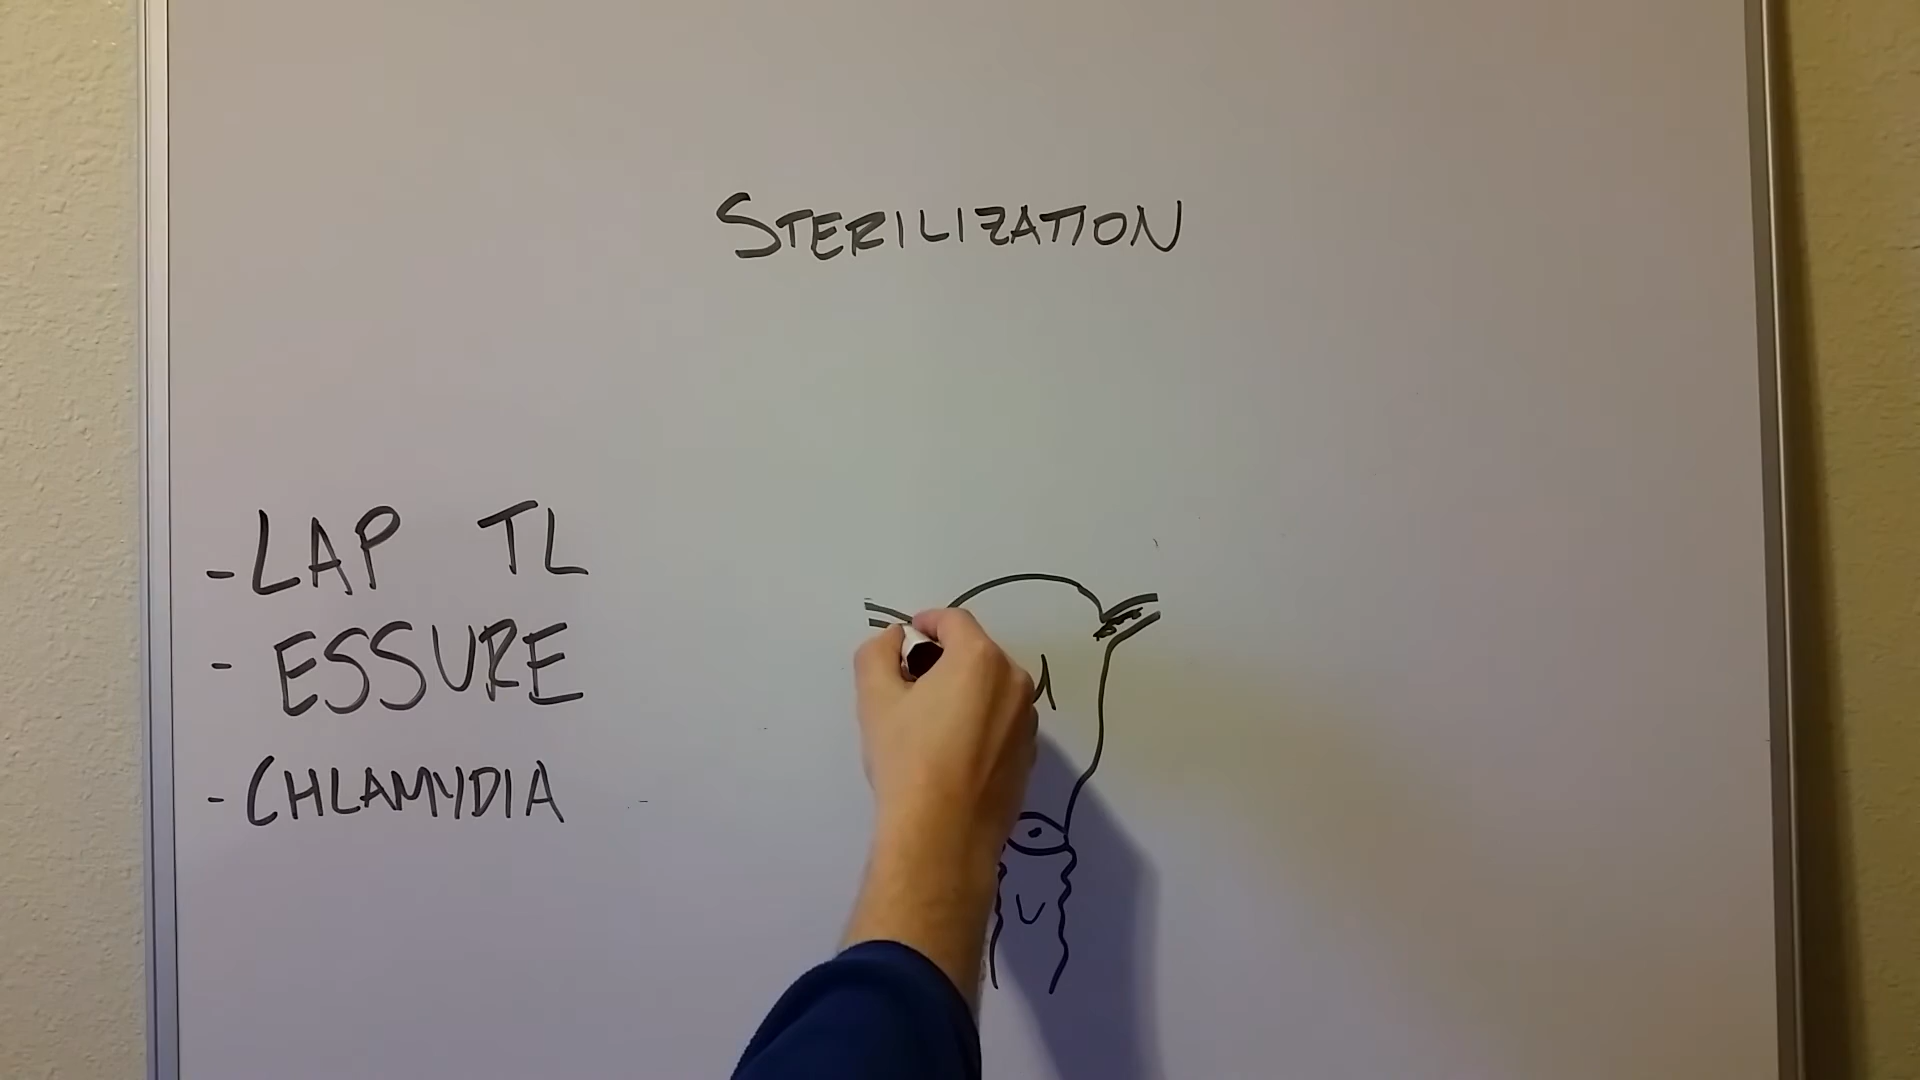 STERILIZATION
- LAP TL
- ESSURE
- CHLAMYDIA
V